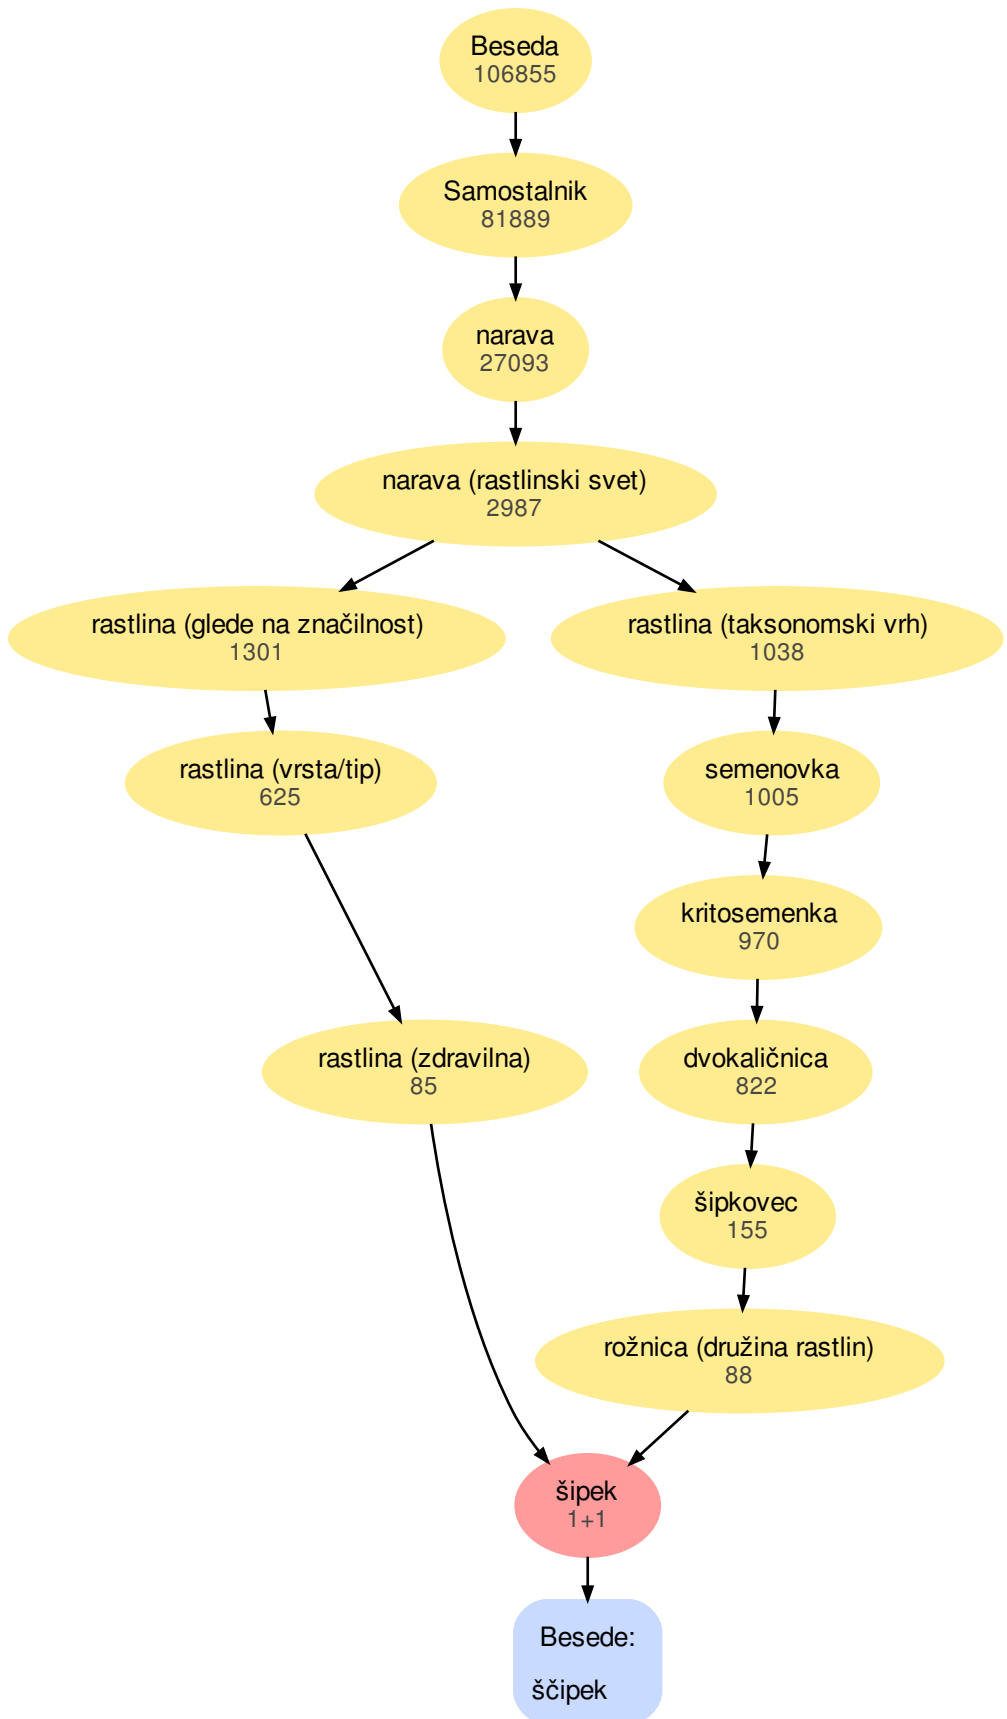 Beseda
106855
Samostalnik
81889
narava
27093
narava (rastlinski svet)
2987
rastlina (glede na značilnost)
1301
rastlina (taksonomski vrh)
1038
rastlina (vrsta/tip)
625
semenovka
1005
kritosemenka
970
rastlina (zdravilna)
85
dvokaličnica
822
šipkovec
155
rožnica (družina rastlin)
88
šipek
1+1
Besede:
ščipek